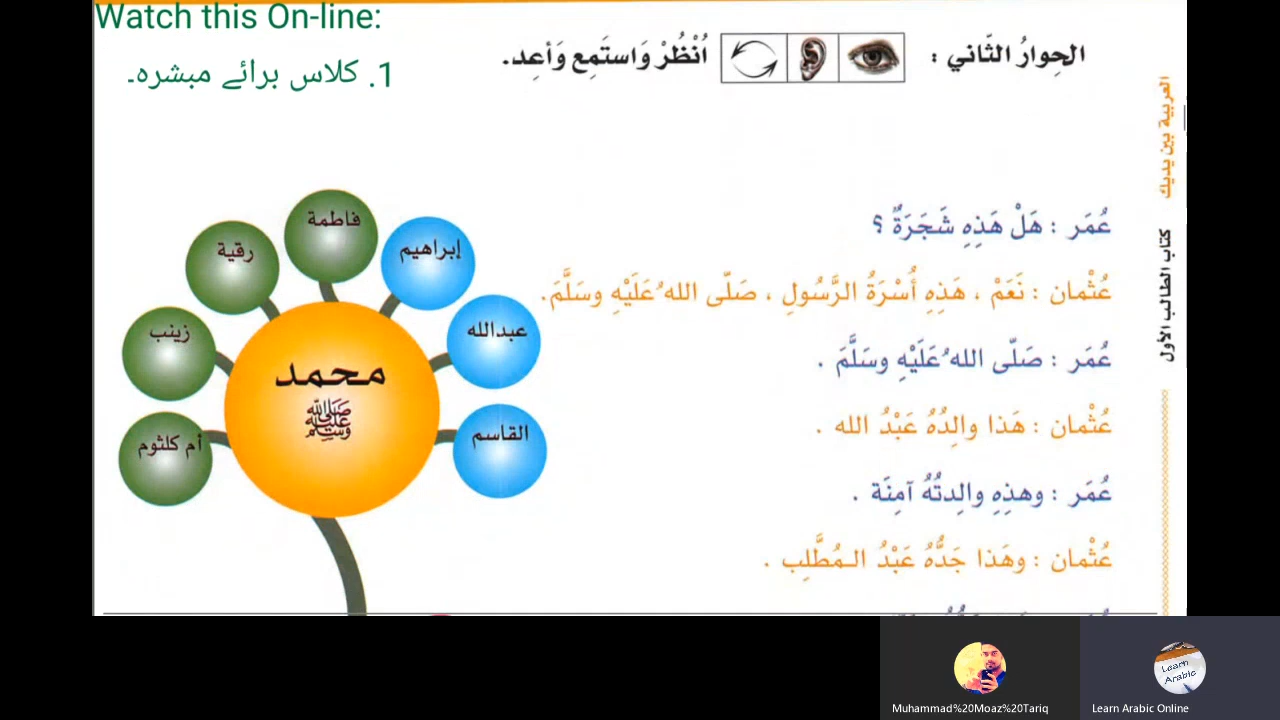 Watch this On-line:
1. کلاس برائے مبشرہ۔
الحِوارُ الثّاني :
اُنْظُرْ وَاستَمِع وَأعِد.
العربية بين يديك
كتاب الطالب الأول
عُمَر : هَلْ هَذِهِ شَجَرَةٌ ؟
عُثْمان : نَعَمْ ، هَذِهِ أُسْرَةُ الرَّسُولِ ، صَلّى اللهُ عَلَيْهِ وسَلَّمَ.
عُمَر : صَلّى اللهُ عَلَيْهِ وسَلَّمَ .
عُثْمان : هَذا والِدُهُ عَبْدُ الله .
عُمَر : وهذِهِ والِدتُهُ آمِنَة .
عُثْمان : وهَذا جَدُّهُ عَبْدُ الـمُطَّلِب .
فاطمة
إبراهيم
رقية
عبدالله
زينب
محمد
ﷺ
القاسم
أم كلثوم
Muhammad%20Moaz%20Tariq
Learn Arabic Online
Learn
Arabic